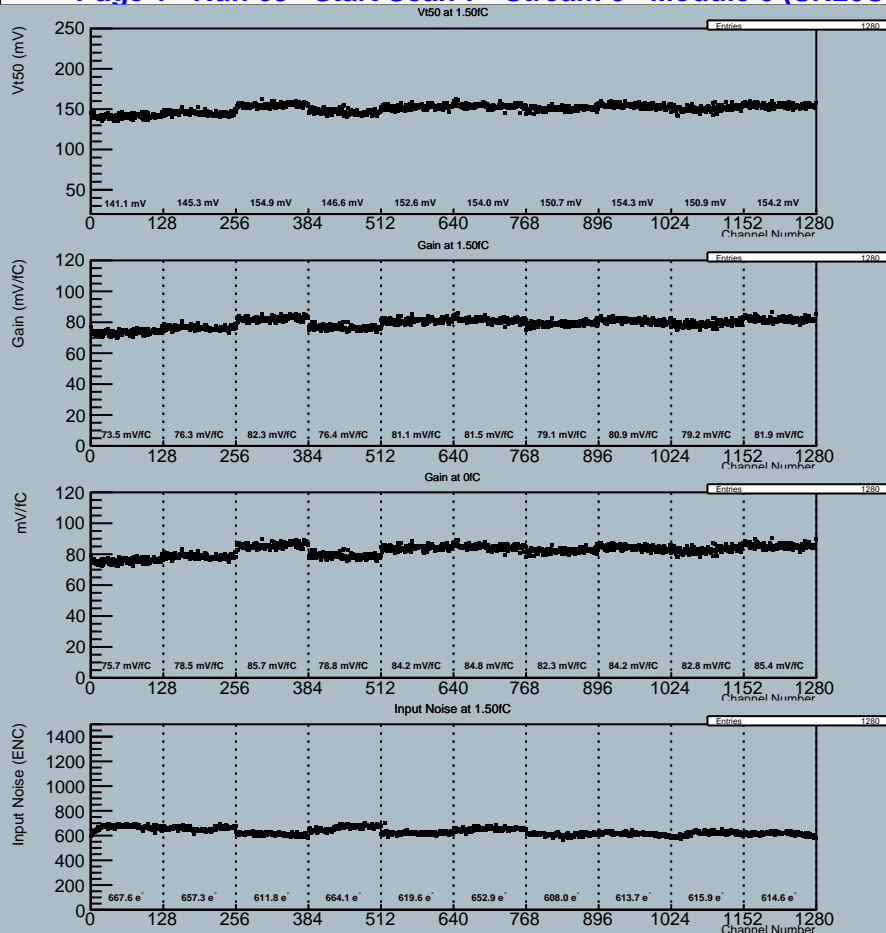 Vt50 at 1.50fC
Entries 1280
Vt50 (mV)
250
200
150
100
50
141.1 mV 145.3 mV 154.9 mV 146.6 mV 152.6 mV 154.0 mV 150.7 mV 154.3 mV 150.9 mV 154.2 mV
0 128 256 384 512 640 768 896 1024 1152 1280
Channel Number
Gain at 1.50fC
Entries 1280
Gain (mV/fC)
120
100
80
60
40
20
0
73.5 mV/fC 76.3 mV/fC 82.3 mV/fC 76.4 mV/fC 81.1 mV/fC 81.5 mV/fC 79.1 mV/fC 80.9 mV/fC 79.2 mV/fC 81.9 mV/fC
0 128 256 384 512 640 768 896 1024 1152 1280
Channel Number
Gain at 0fC
Entries 1280
mV/fC
120
100
80
60
40
20
0
75.7 mV/fC 78.5 mV/fC 85.7 mV/fC 78.8 mV/fC 84.2 mV/fC 84.8 mV/fC 82.3 mV/fC 84.2 mV/fC 82.8 mV/fC 85.4 mV/fC
0 128 256 384 512 640 768 896 1024 1152 1280
Channel Number
Input Noise at 1.50fC
Entries 1280
Input Noise (ENC)
1400
1200
1000
800
600
400
200
0
667.6 e⁻ 657.3 e⁻ 611.8 e⁻ 664.1 e⁻ 619.6 e⁻ 652.9 e⁻ 608.0 e⁻ 613.7 e⁻ 615.9 e⁻ 614.6 e⁻
0 128 256 384 512 640 768 896 1024 1152 1280
Channel Number